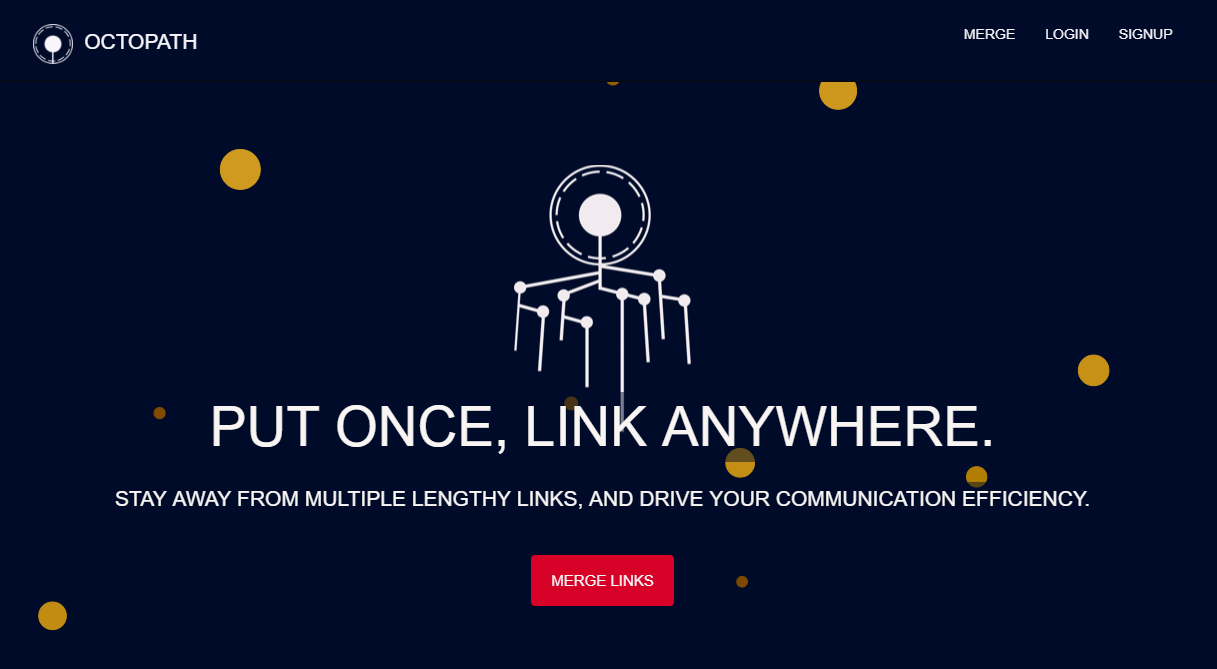 OCTOPATH
MERGE LOGIN SIGNUP
PUT ONCE, LINK ANYWHERE.
STAY AWAY FROM MULTIPLE LENGTHY LINKS, AND DRIVE YOUR COMMUNICATION EFFICIENCY.
MERGE LINKS